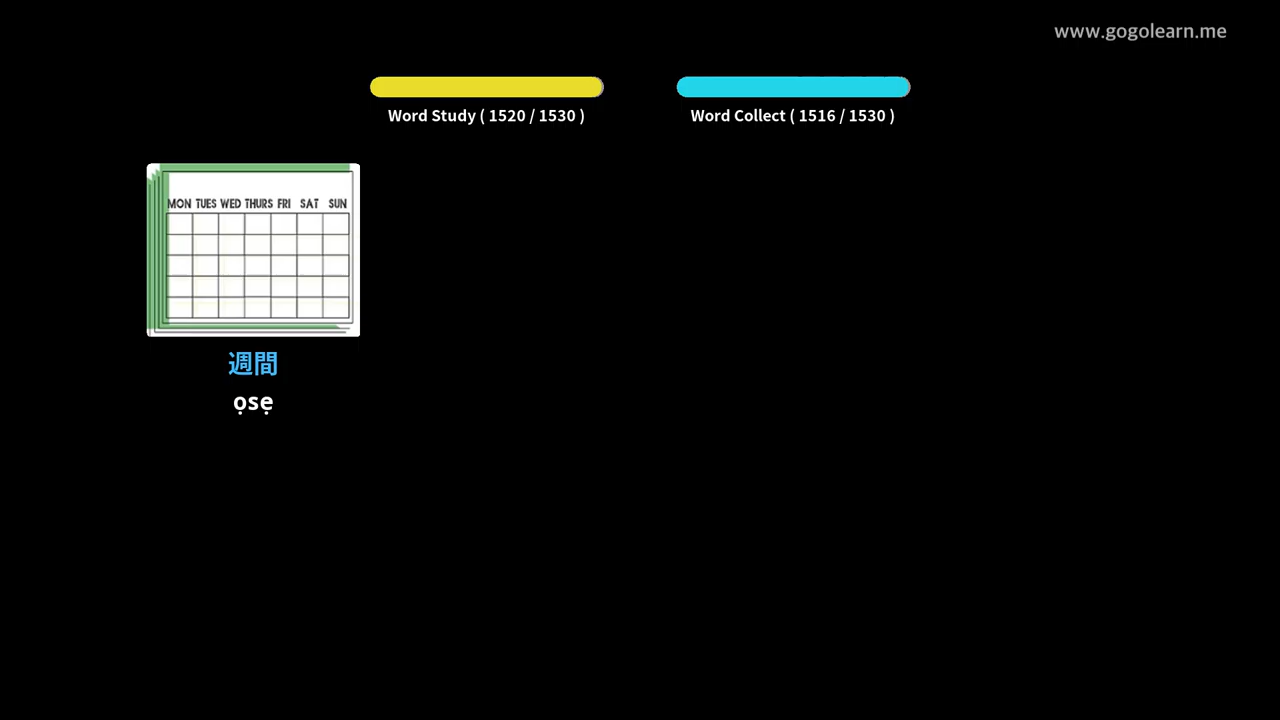 www.gogolearn.me
Word Study ( 1520 / 1530 )
Word Collect ( 1516 / 1530 )
MON TUES WED THURS FRI SAT SUN
週間
ọsẹ